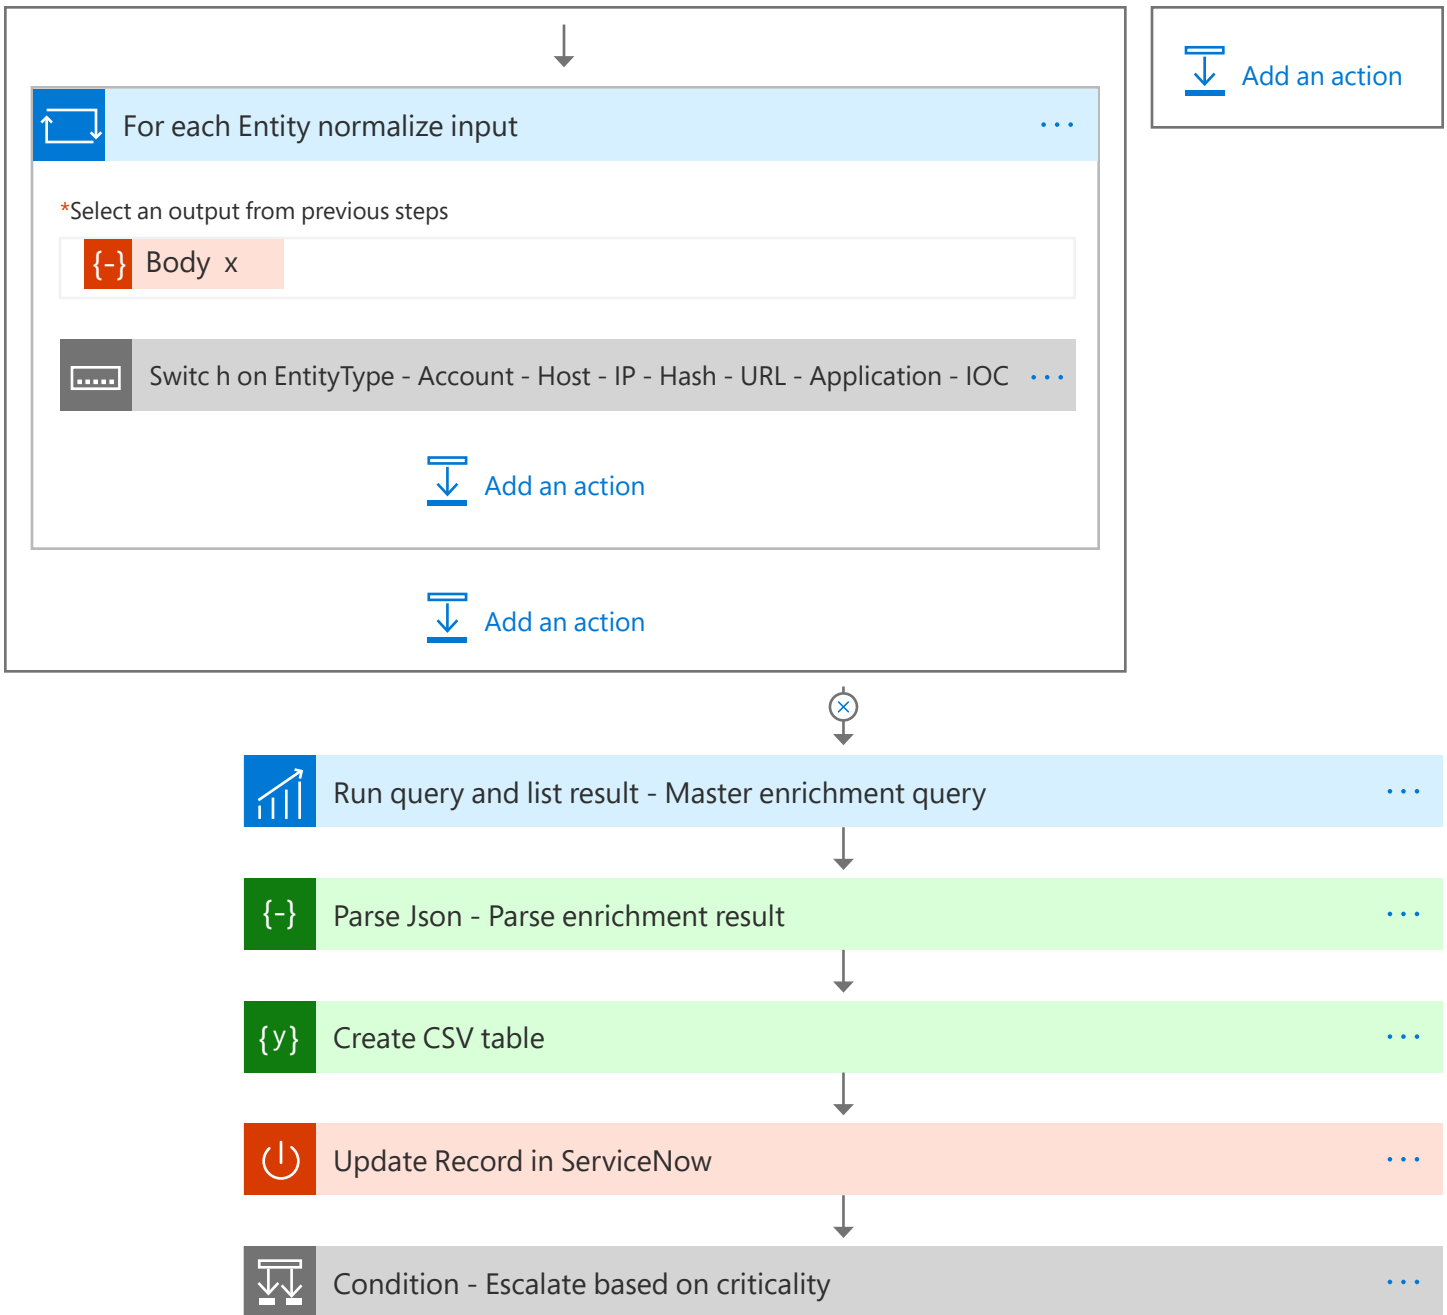 Add an action
For each Entity normalize input
*Select an output from previous steps
{-} Body x
Switc h on EntityType - Account - Host - IP - Hash - URL - Application - IOC
Add an action
Add an action
Run query and list result - Master enrichment query
{-} Parse Json - Parse enrichment result
{y} Create CSV table
Update Record in ServiceNow
Condition - Escalate based on criticality